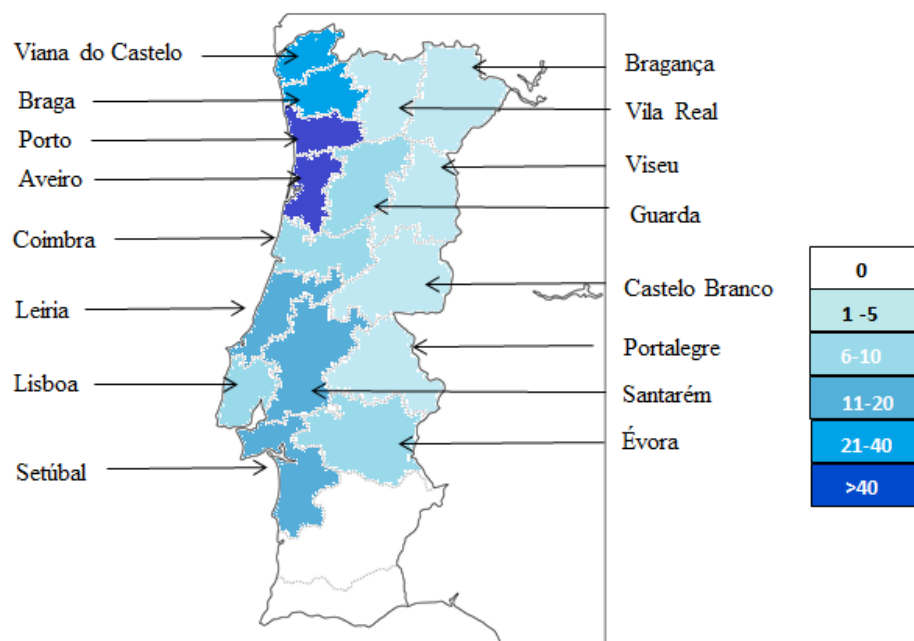 Viana do Castelo
Braga
Porto
Aveiro
Coimbra
Leiria
Lisboa
Setúbal
Bragança
Vila Real
Viseu
Guarda
Castelo Branco
Portalegre
Santarém
Évora
0
1 -5
6-10
11-20
21-40
>40